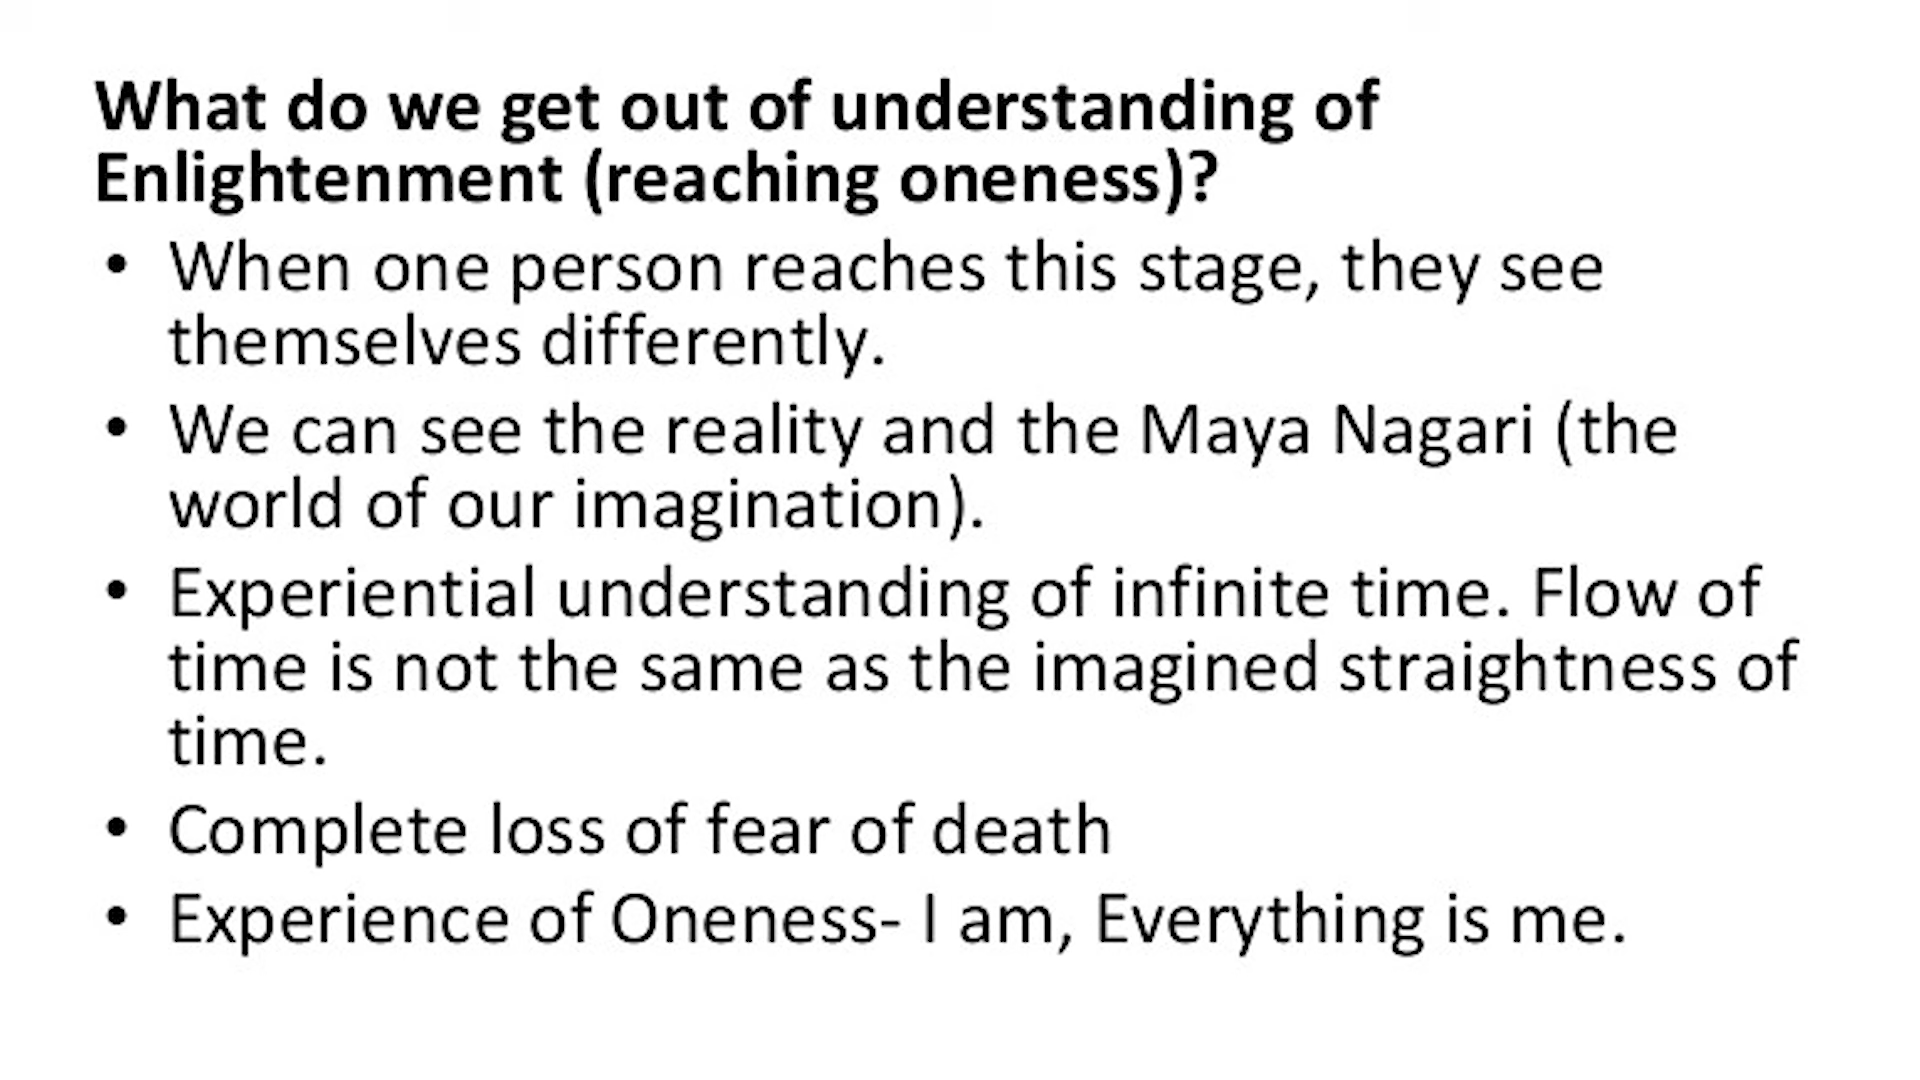 What do we get out of understanding of
Enlightenment (reaching oneness)?
• When one person reaches this stage, they see
themselves differently.
• We can see the reality and the Maya Nagari (the
world of our imagination).
• Experiential understanding of infinite time. Flow of
time is not the same as the imagined straightness of
time.
• Complete loss of fear of death
• Experience of Oneness- I am, Everything is me.